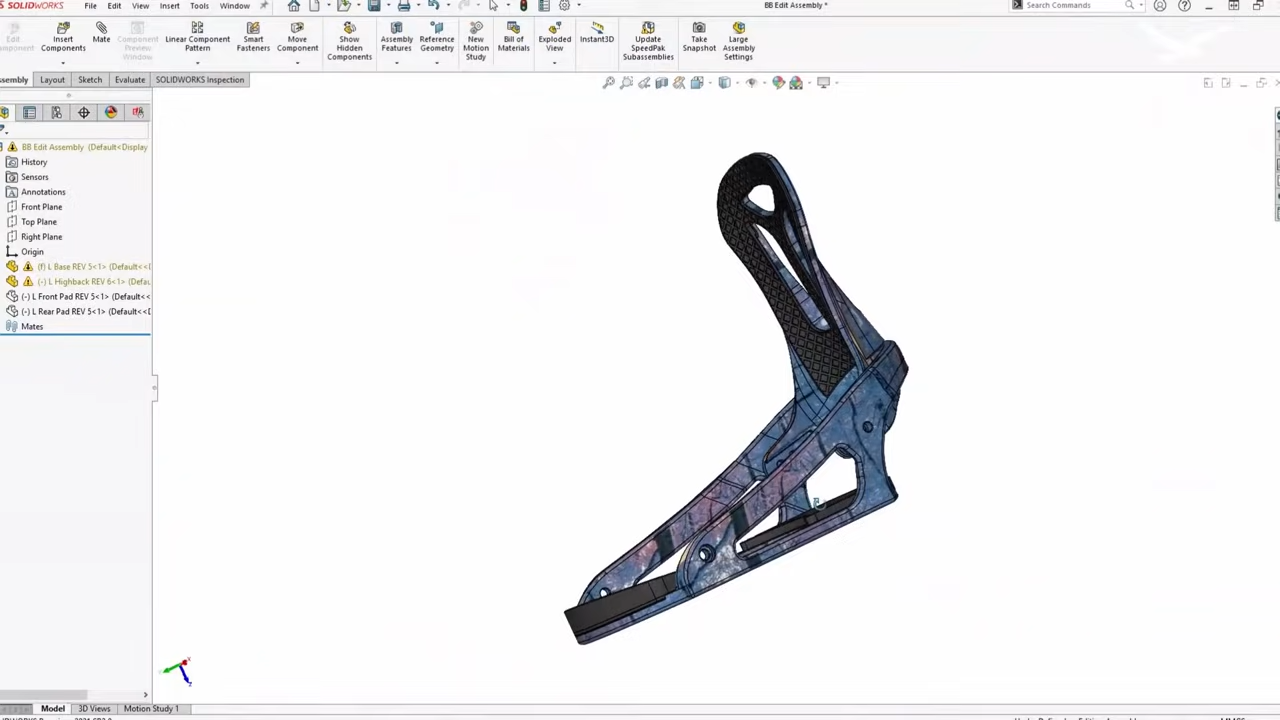 SOLIDWORKS File Edit View Insert Tools Window BB Edit Assembly * Search Commands
Edit Component
Insert Components
Mate
Component Preview Window
Linear Component Pattern
Smart Fasteners
Move Component
Show Hidden Components
Assembly Features
Reference Geometry
New Motion Study
Bill of Materials
Exploded View
Instant3D
Update SpeedPak Subassemblies
Take Snapshot
Large Assembly Settings
ssembly Layout Sketch Evaluate SOLIDWORKS Inspection
BB Edit Assembly (Default<Display
History
Sensors
Annotations
Front Plane
Top Plane
Right Plane
Origin
(f) L Base REV 5<1> (Default<<D
(-) L Highback REV 6<1> (Defau
(-) L Front Pad REV 5<1> (Default<<
(-) L Rear Pad REV 5<1> (Default<<D
Mates
Model 3D Views Motion Study 1